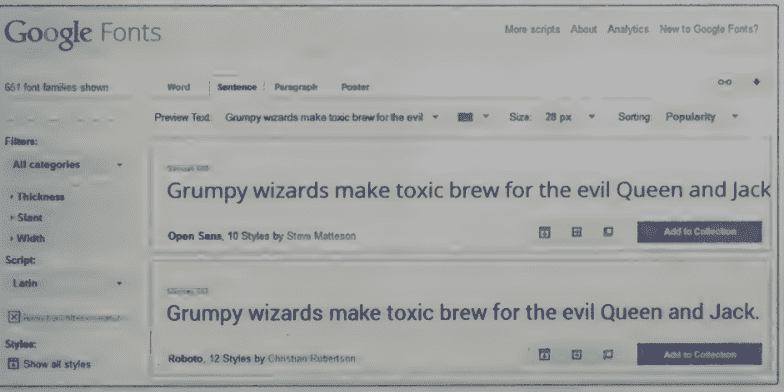 Google Fonts
More scripts About Analytics New to Google Fonts?
651 font families shown
Word Sentence Paragraph Poster
Preview Text: Grumpy wizards make toxic brew for the evil Size: 28 px Sorting: Popularity
Filters:
All categories
Thickness
Slant
Width
Script:
Latin
Styles:
Show all styles
Grumpy wizards make toxic brew for the evil Queen and Jack
Open Sans, 10 Styles by Steve Matteson
Add to Collection
Grumpy wizards make toxic brew for the evil Queen and Jack.
Roboto, 12 Styles by Christian Robertson
Add to Collection